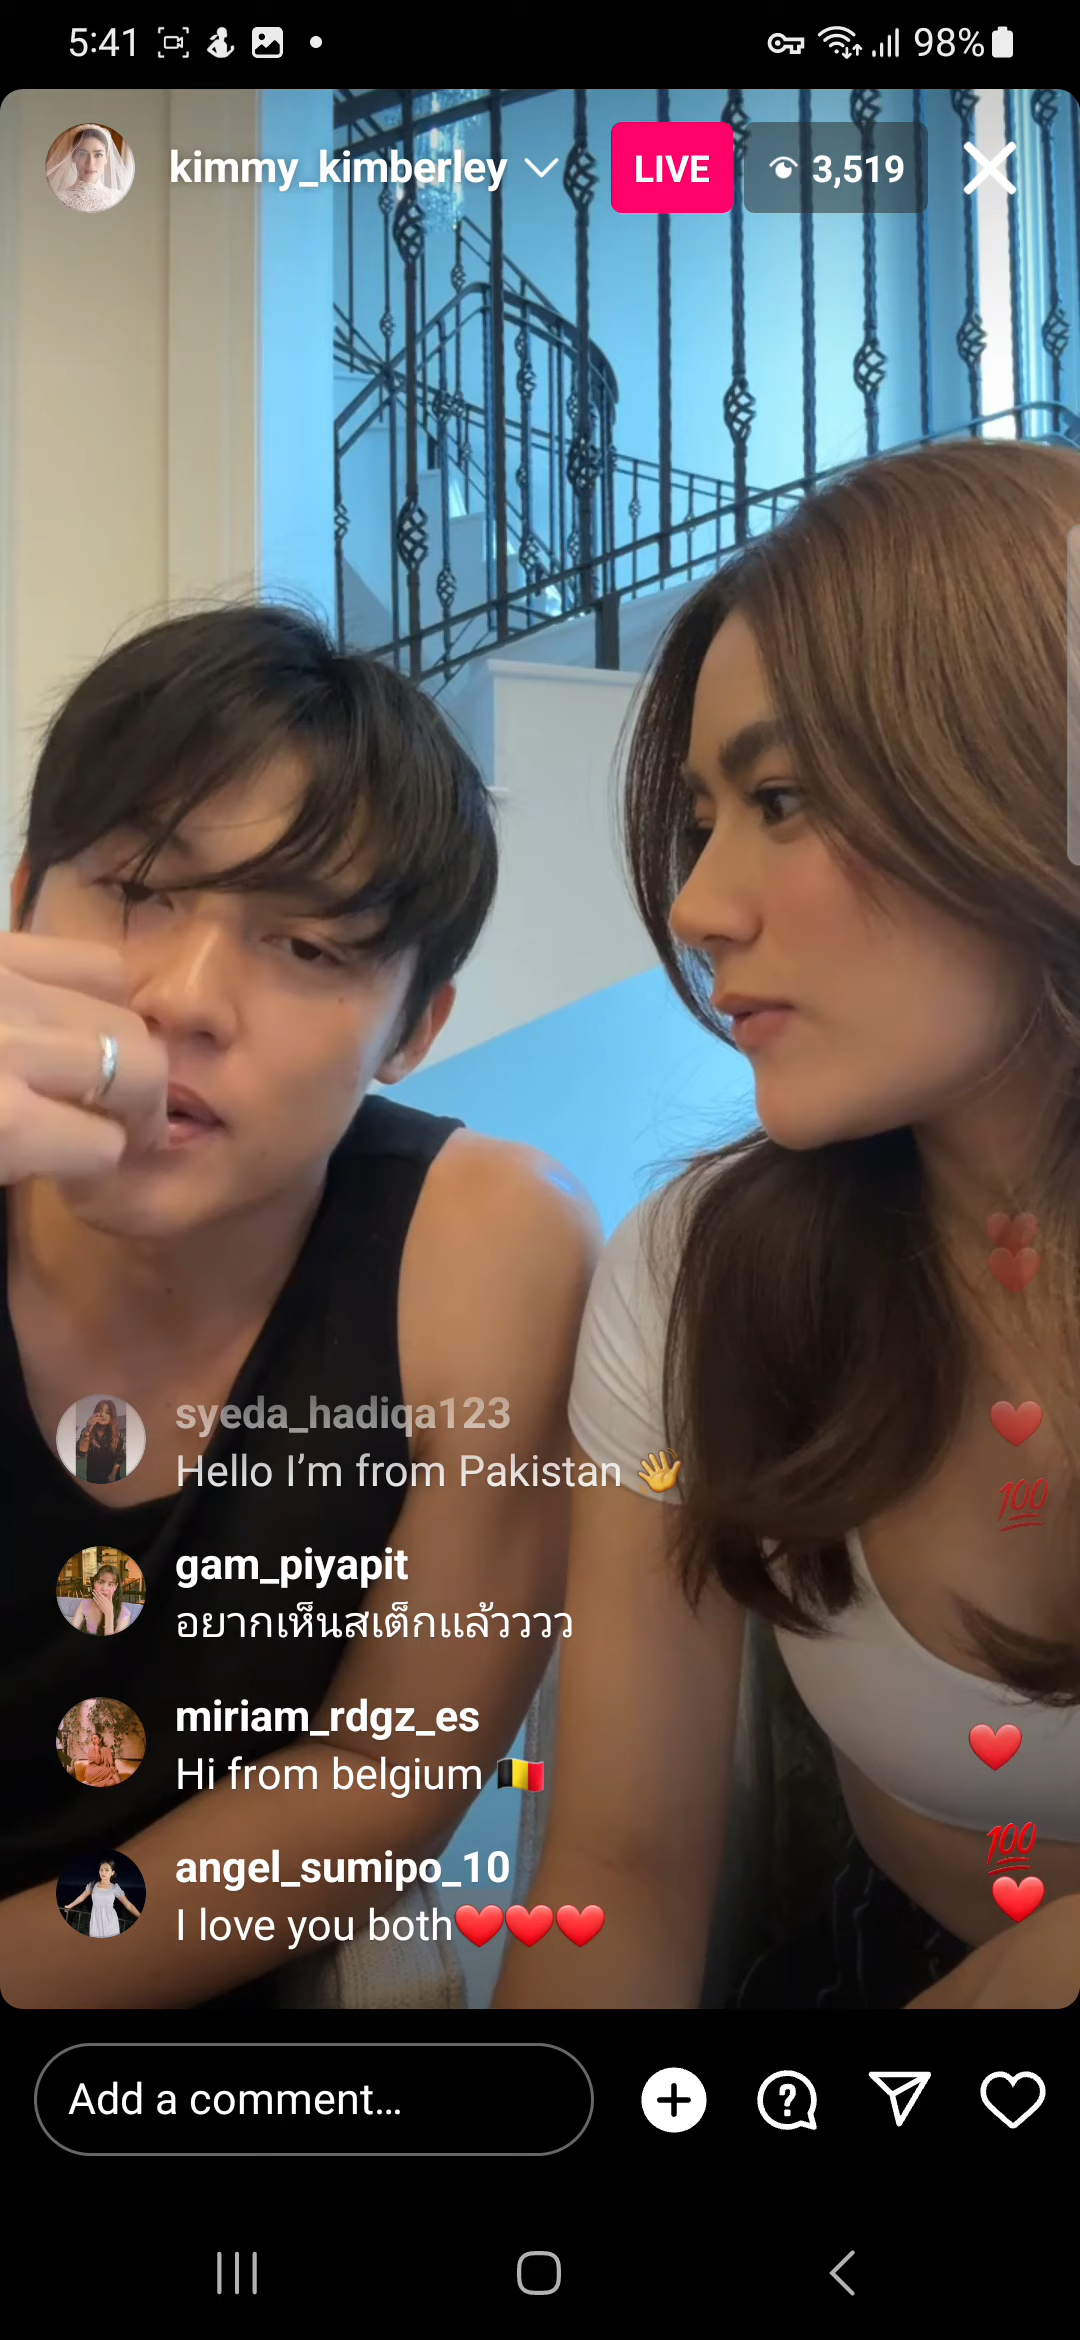 5:41
98%
kimmy_kimberley
LIVE
3,519
syeda_hadiqa123
Hello I’m from Pakistan 👋
gam_piyapit
อยากเห็นสเต็กแล้วววว
miriam_rdgz_es
Hi from belgium 🇧🇪
angel_sumipo_10
I love you both❤️❤️❤️
Add a comment…
💯
💯